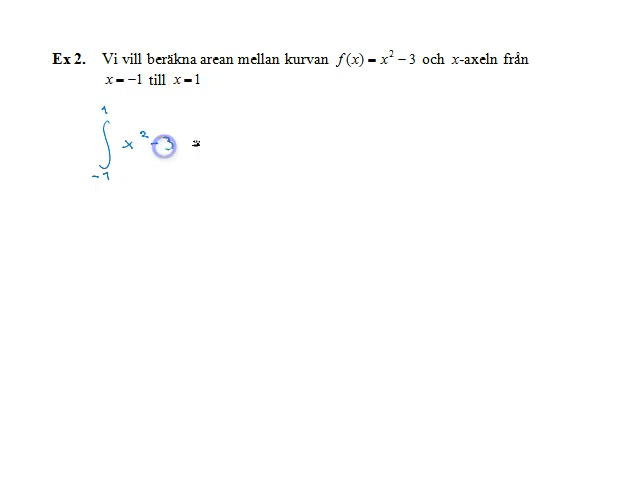 Ex 2. Vi vill beräkna arean mellan kurvan f(x) = x² − 3 och x-axeln från
x = −1 till x = 1
1
∫ x² − 3 =
−1